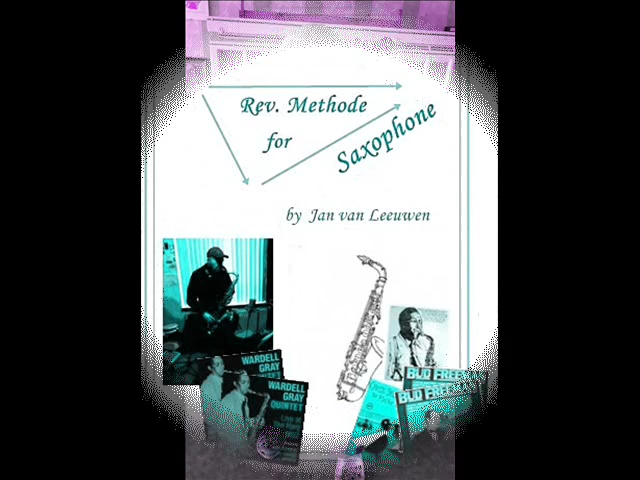 Rev. Methode
for
Saxophone
by Jan van Leeuwen
WARDELL
GRAY
WARDELL
GRAY
QUINTET
BUD FREEMAN
BUD FREEMAN